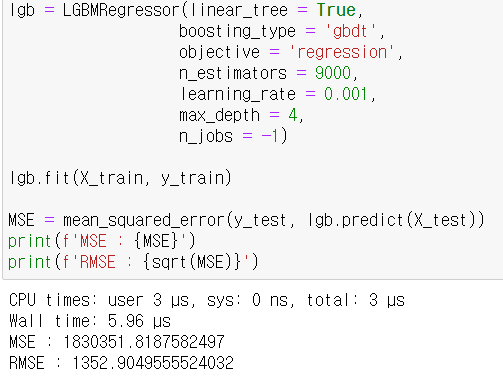 lgb = LGBMRegressor(linear_tree = True,
boosting_type = 'gbdt',
objective = 'regression',
n_estimators = 9000,
learning_rate = 0.001,
max_depth = 4,
n_jobs = -1)
lgb.fit(X_train, y_train)
MSE = mean_squared_error(y_test, lgb.predict(X_test))
print(f'MSE : {MSE}')
print(f'RMSE : {sqrt(MSE)}')
CPU times: user 3 µs, sys: 0 ns, total: 3 µs
Wall time: 5.96 µs
MSE : 1830351.8187582497
RMSE : 1352.9049555524032